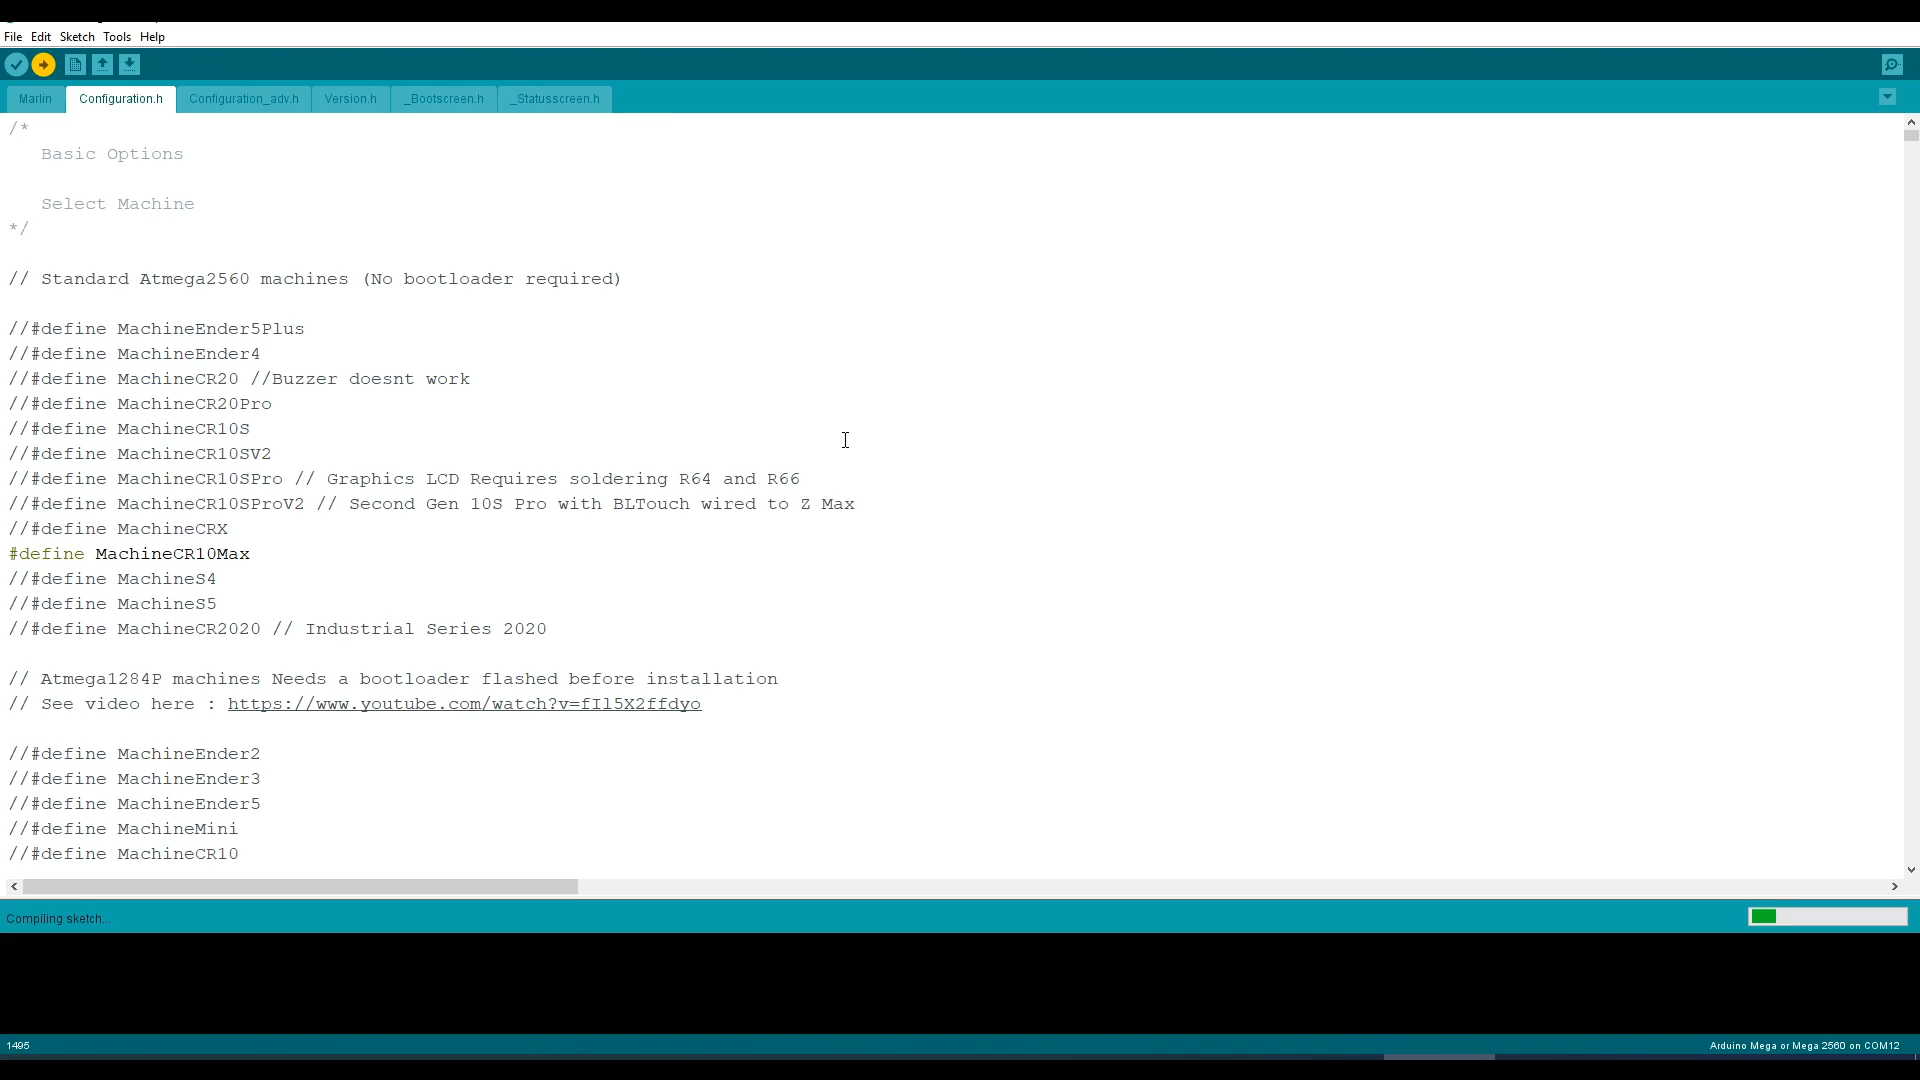 File Edit Sketch Tools Help
Marlin Configuration.h Configuration_adv.h Version.h _Bootscreen.h _Statusscreen.h
/*
Basic Options
Select Machine
*/
// Standard Atmega2560 machines (No bootloader required)
//#define MachineEnder5Plus
//#define MachineEnder4
//#define MachineCR20 //Buzzer doesnt work
//#define MachineCR20Pro
//#define MachineCR10S
//#define MachineCR10SV2
//#define MachineCR10SPro // Graphics LCD Requires soldering R64 and R66
//#define MachineCR10SProV2 // Second Gen 10S Pro with BLTouch wired to Z Max
//#define MachineCRX
#define MachineCR10Max
//#define MachineS4
//#define MachineS5
//#define MachineCR2020 // Industrial Series 2020
// Atmega1284P machines Needs a bootloader flashed before installation
// See video here : https://www.youtube.com/watch?v=fIl5X2ffdyo
//#define MachineEnder2
//#define MachineEnder3
//#define MachineEnder5
//#define MachineMini
//#define MachineCR10
Compiling sketch...
1495 Arduino Mega or Mega 2560 on COM12